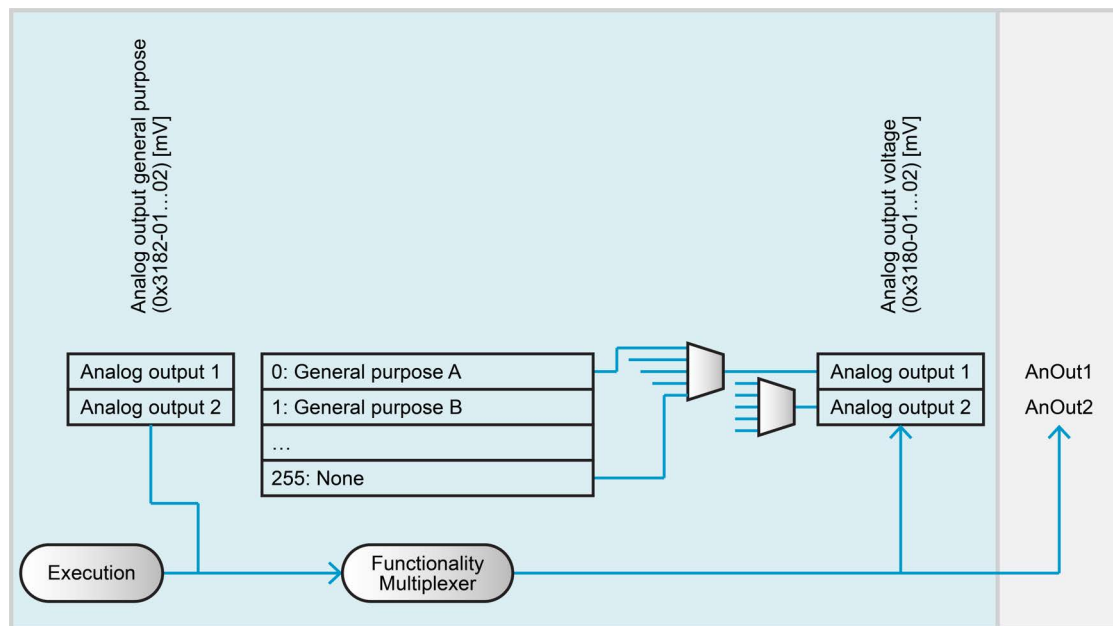 Analog output general purpose
(0x3182-01…02) [mV]
Analog output voltage
(0x3180-01…02) [mV]
Analog output 1
Analog output 2
0: General purpose A
1: General purpose B
…
255: None
Analog output 1
Analog output 2
AnOut1
AnOut2
Execution
Functionality
Multiplexer